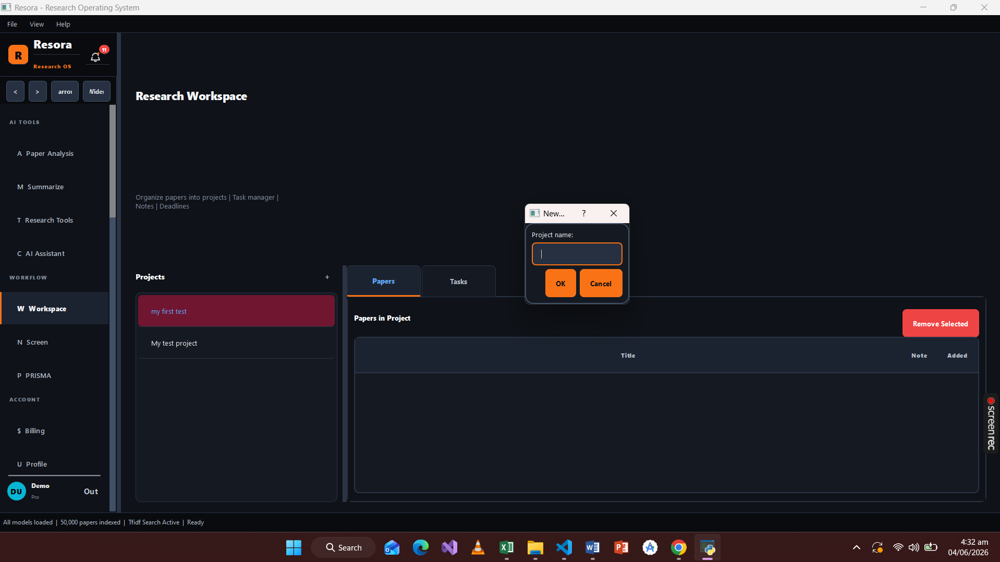 Resora - Research Operating System
File View Help
R
Resora
Research OS
11
< > arrov Wider
AI TOOLS
A Paper Analysis
M Summarize
T Research Tools
C AI Assistant
WORKFLOW
W Workspace
N Screen
P PRISMA
ACCOUNT
$ Billing
U Profile
DU
Demo
Pro
Out
Research Workspace
Organize papers into projects | Task manager |
Notes | Deadlines
Projects +
my first test
My test project
Papers Tasks
Papers in Project
Remove Selected
Title Note Added
New... ?
Project name:
OK Cancel
screenrec
All models loaded | 50,000 papers indexed | Tfidf Search Active | Ready
Search
4:32 am
04/06/2026